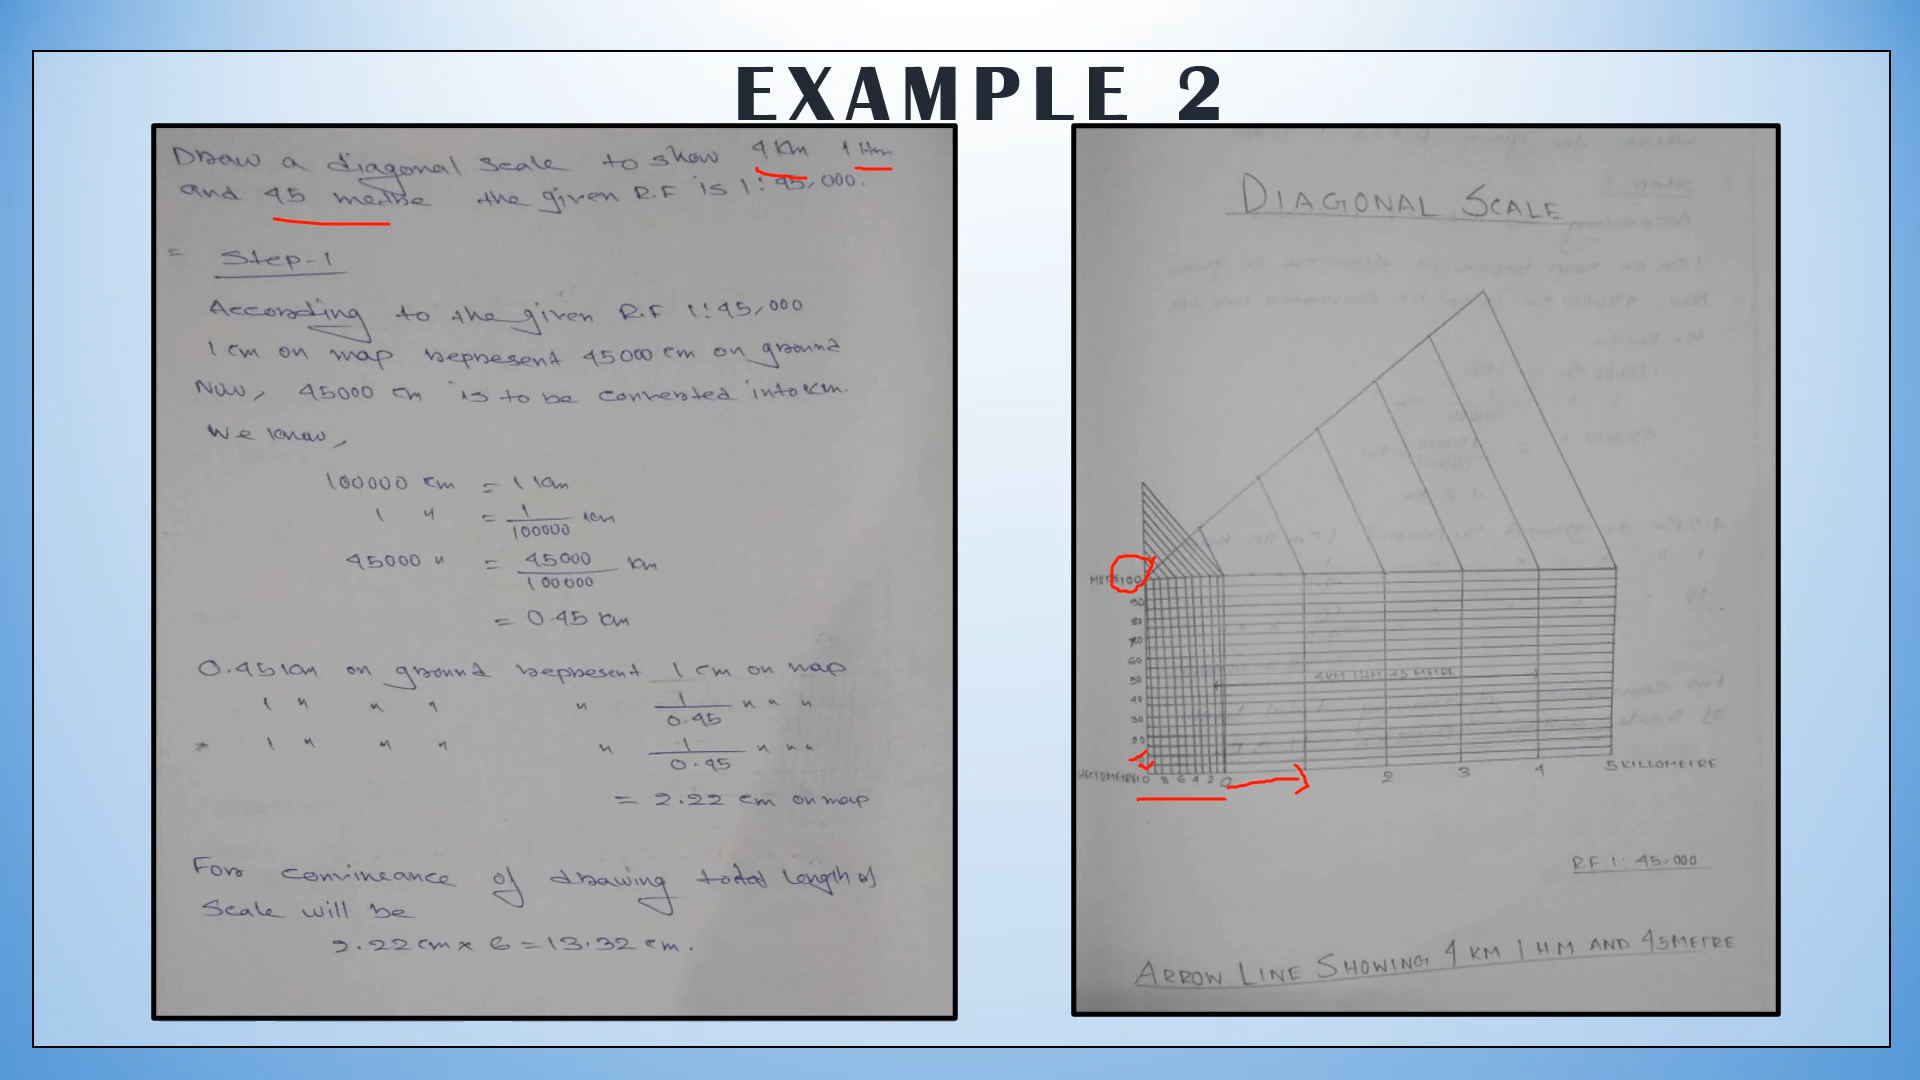 EXAMPLE 2
Draw a diagonal scale to show 4 Km 1 Hm
and 45 metre the given R.F is 1:45,000.
= Step-1
According to the given R.F 1:45,000
1 cm on map represent 45000 cm on ground
Now, 45000 cm is to be converted into km.
We know,
100000 cm = 1 km
1 " = 1/100000 km
45000 " = 45000/100000 km
= 0.45 km
0.45 km on ground represent 1 cm on map
1 " " " " 1/0.45 " " "
1 " " " " 1/0.45 " " "
= 2.22 cm on map
For convineance of drawing total length of
Scale will be
2.22 cm x 6 = 13.32 cm.
DIAGONAL SCALE
100
90
80
70
60
50
40
30
20
4 KM 1 HM 45 METRE
HECTOMETRE 10 8 6 4 2 0 2 3 4 5 KILLOMETRE
R.F 1:45,000
ARROW LINE SHOWING 4 KM 1 HM AND 45 METRE